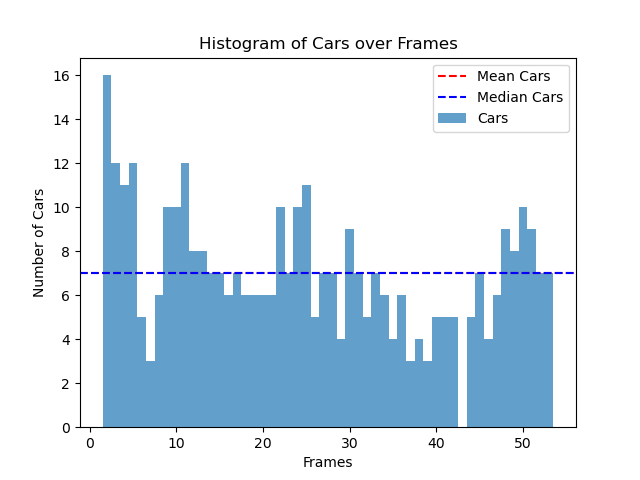 Histogram of Cars over Frames
Mean Cars
Median Cars
Cars
Number of Cars
16
14
12
10
8
6
4
2
0
0 10 20 30 40 50
Frames